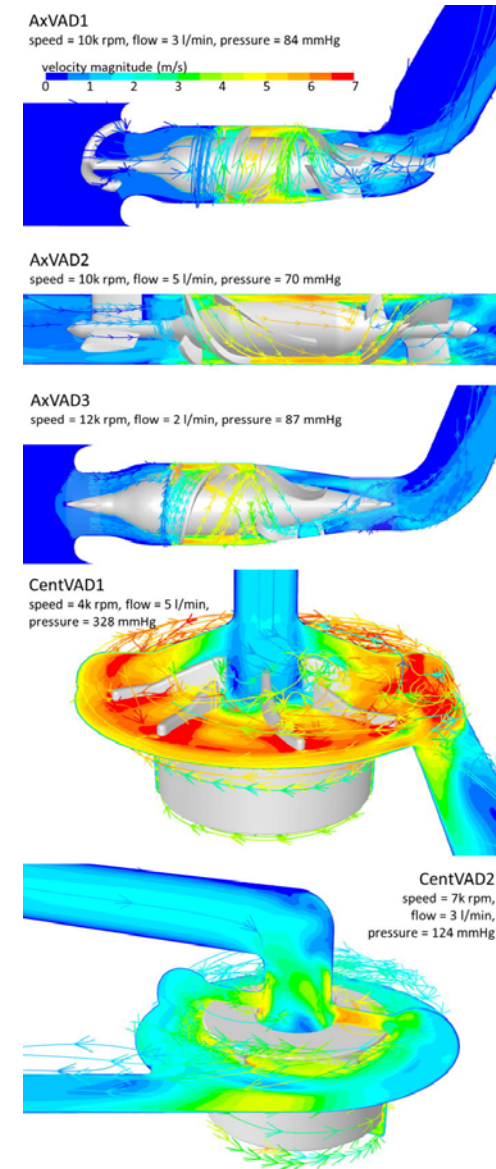 AxVAD1
speed = 10k rpm, flow = 3 l/min, pressure = 84 mmHg
velocity magnitude (m/s)
0 1 2 3 4 5 6 7
AxVAD2
speed = 10k rpm, flow = 5 l/min, pressure = 70 mmHg
AxVAD3
speed = 12k rpm, flow = 2 l/min, pressure = 87 mmHg
CentVAD1
speed = 4k rpm, flow = 5 l/min,
pressure = 328 mmHg
CentVAD2
speed = 7k rpm,
flow = 3 l/min,
pressure = 124 mmHg